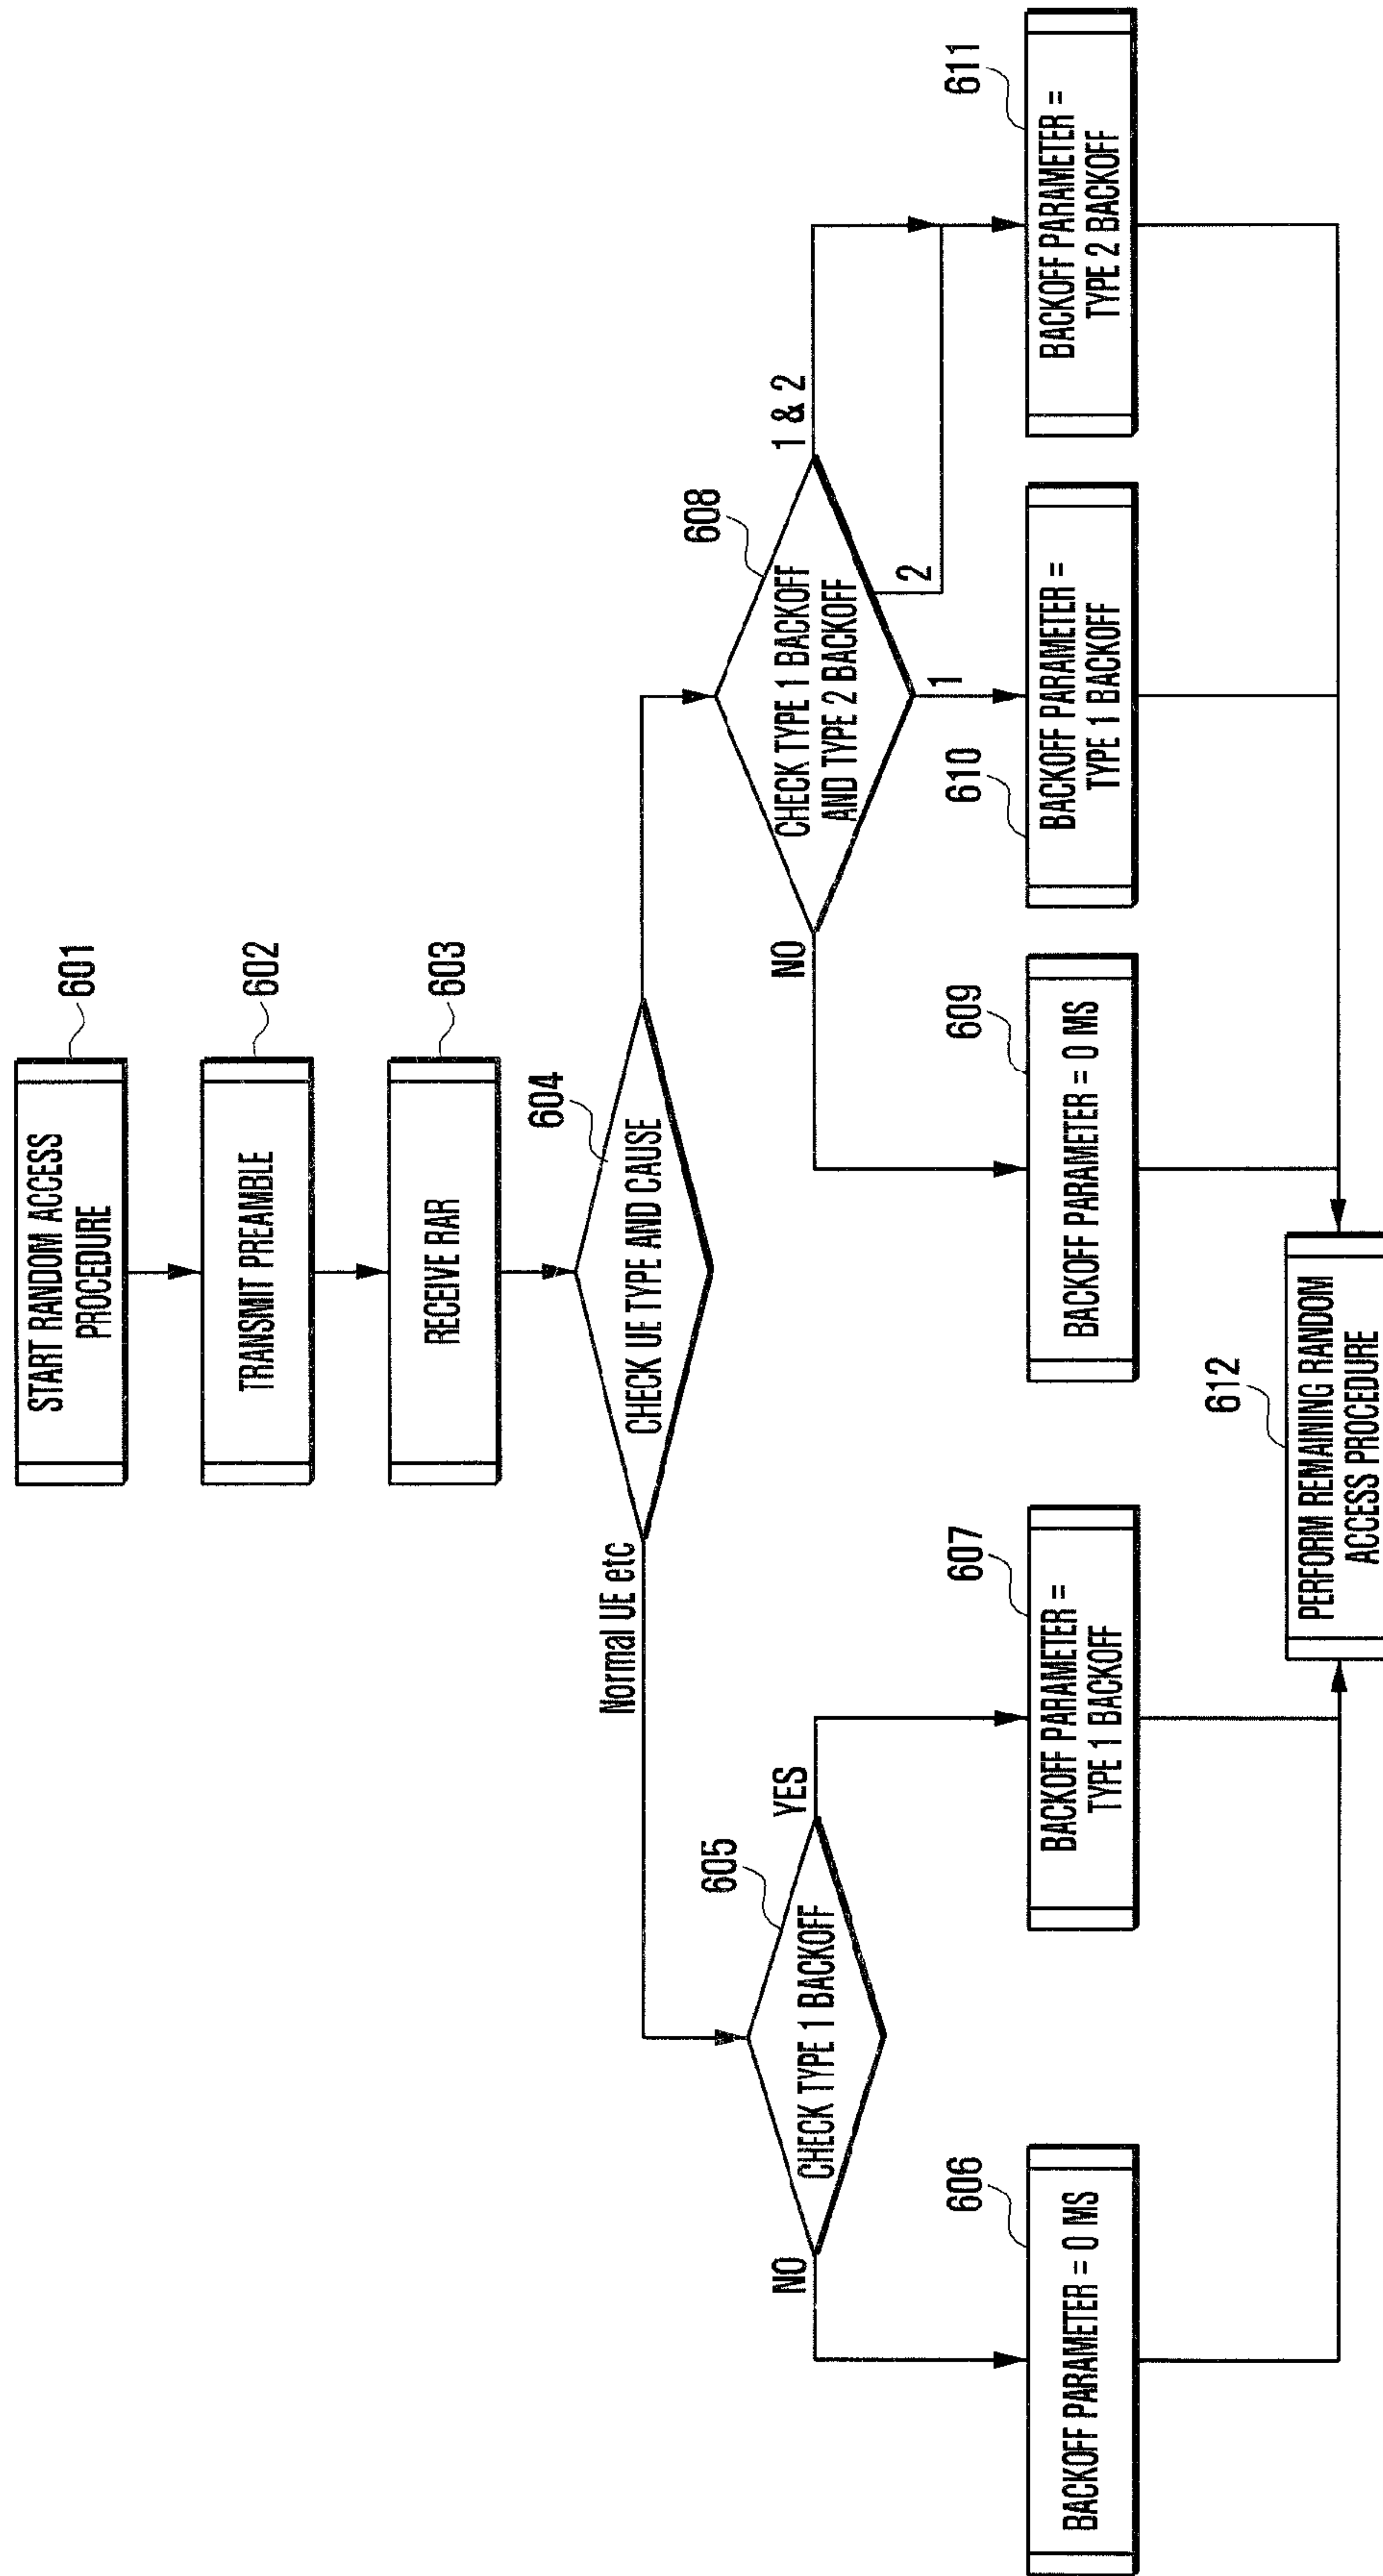 START RANDOM ACCESS
PROCEDURE
601
TRANSMIT PREAMBLE
602
RECEIVE RAR
603
604
CHECK UE TYPE AND CAUSE
Normal UE etc
605
CHECK TYPE 1 BACKOFF
NO
YES
606
BACKOFF PARAMETER = 0 MS
607
BACKOFF PARAMETER =
TYPE 1 BACKOFF
608
CHECK TYPE 1 BACKOFF
AND TYPE 2 BACKOFF
NO
1
2
1 & 2
609
BACKOFF PARAMETER = 0 MS
610
BACKOFF PARAMETER =
TYPE 1 BACKOFF
611
BACKOFF PARAMETER =
TYPE 2 BACKOFF
612
PERFORM REMAINING RANDOM
ACCESS PROCEDURE